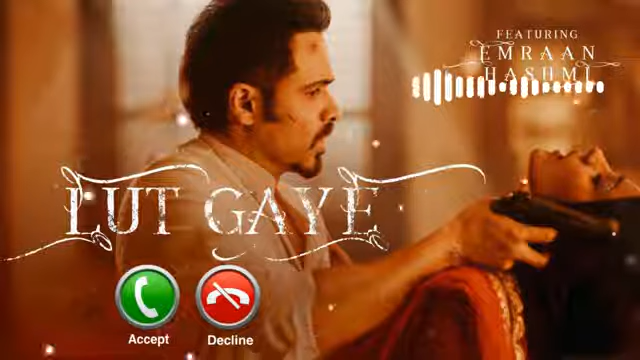 FEATURING
EMRAAN
HASHMI
LUT GAYE
Accept
Decline